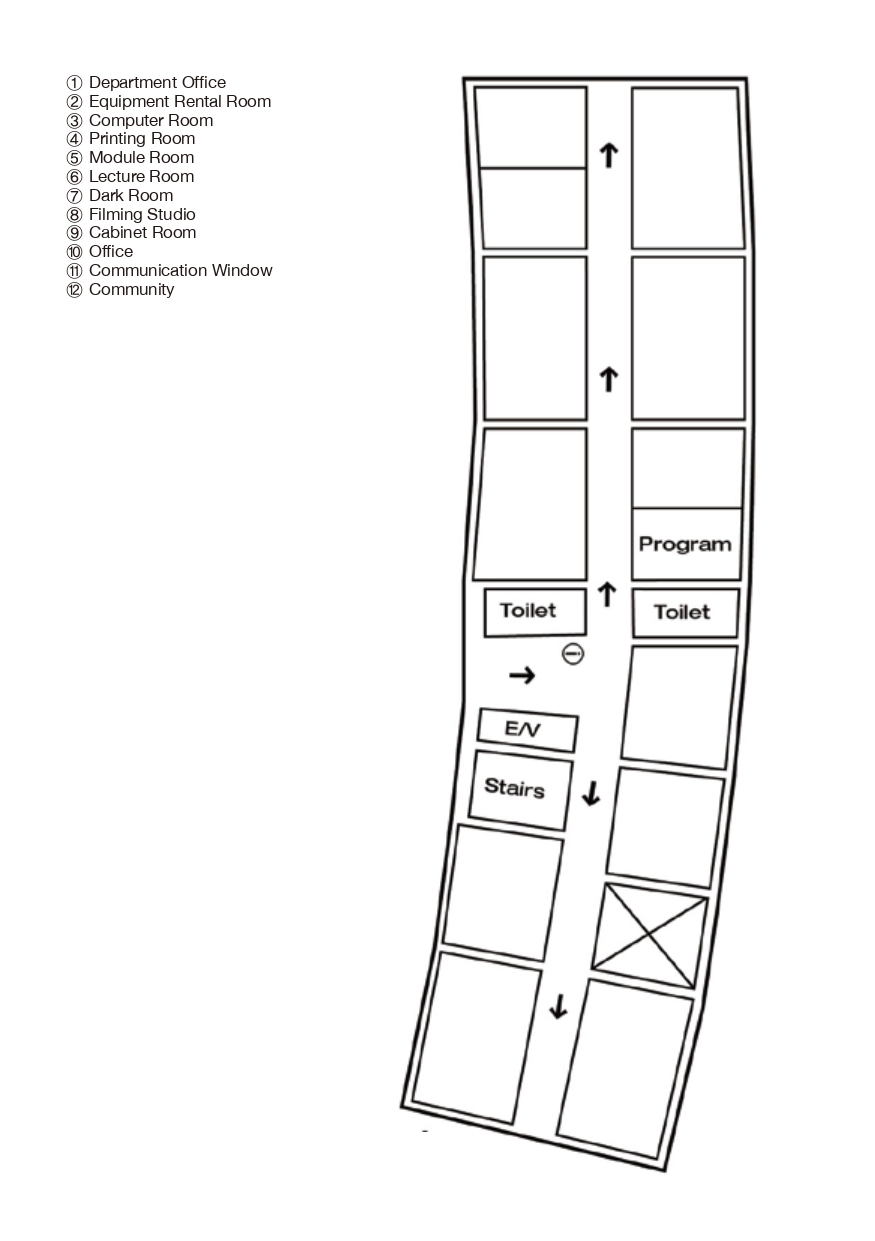 ① Department Office
② Equipment Rental Room
③ Computer Room
④ Printing Room
⑤ Module Room
⑥ Lecture Room
⑦ Dark Room
⑧ Filming Studio
⑨ Cabinet Room
⑩ Office
⑪ Communication Window
⑫ Community
Program
Toilet
Toilet
E/V
Stairs